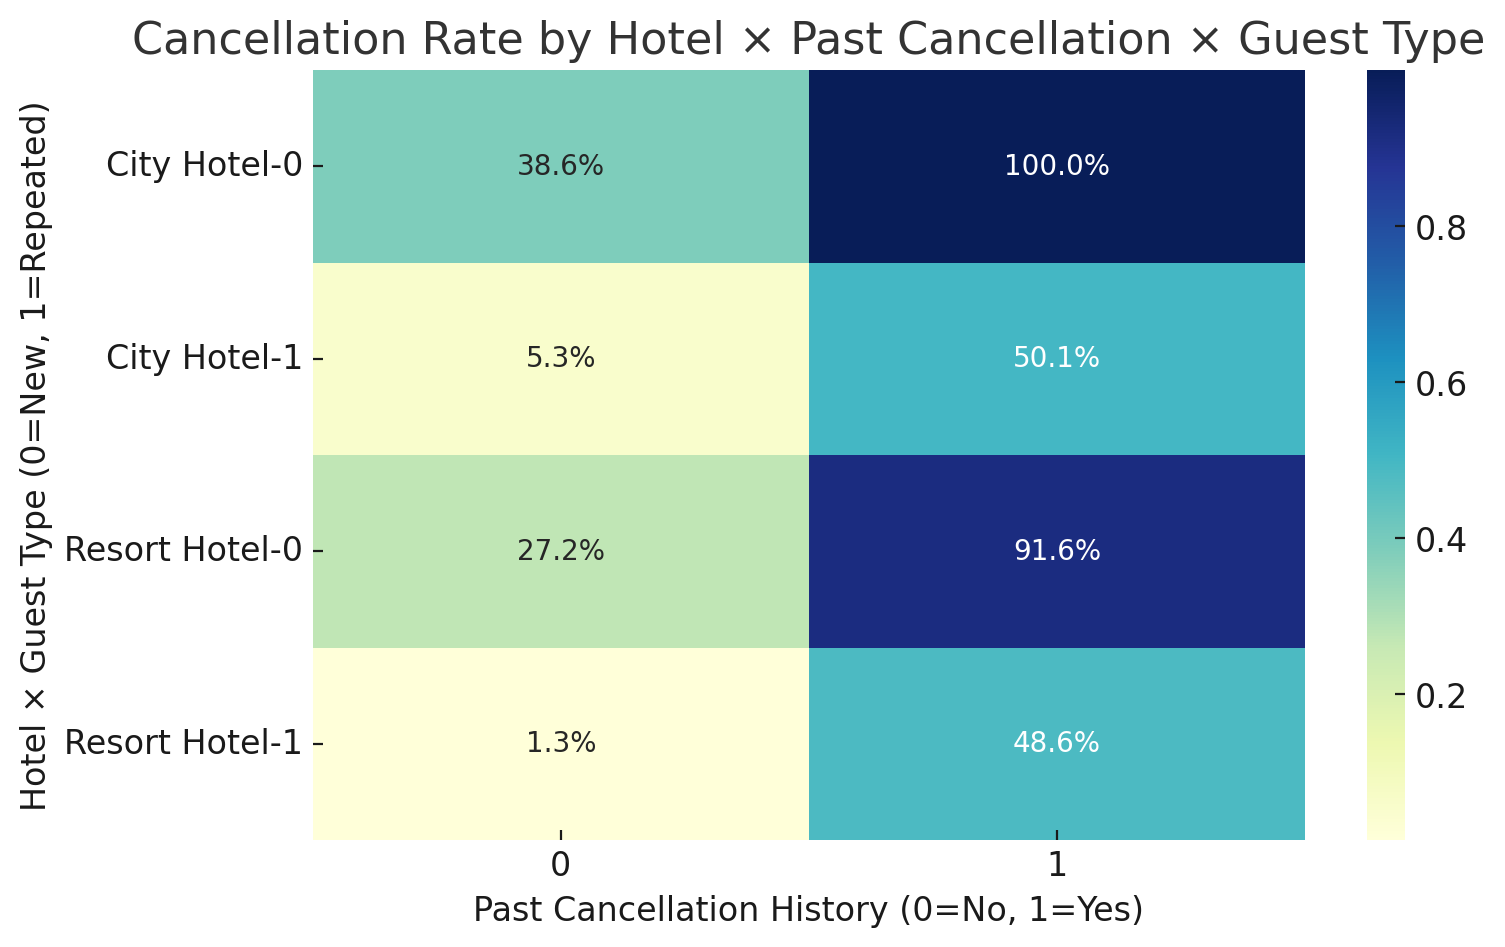 Cancellation Rate by Hotel × Past Cancellation × Guest Type
Hotel × Guest Type (0=New, 1=Repeated)
City Hotel-0
38.6%
100.0%
City Hotel-1
5.3%
50.1%
Resort Hotel-0
27.2%
91.6%
Resort Hotel-1
1.3%
48.6%
0
1
Past Cancellation History (0=No, 1=Yes)
0.8
0.6
0.4
0.2